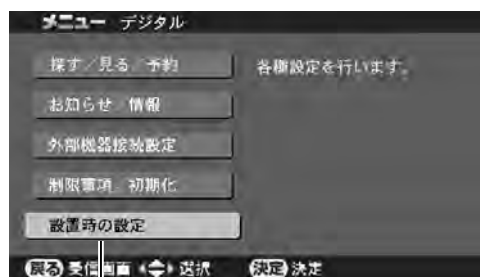 メニュー デジタル
探す／見る／予約
各種設定を行います。
お知らせ／情報
外部機器接続設定
制限事項／初期化
設置時の設定
戻る 受信画面 選択 決定 決定